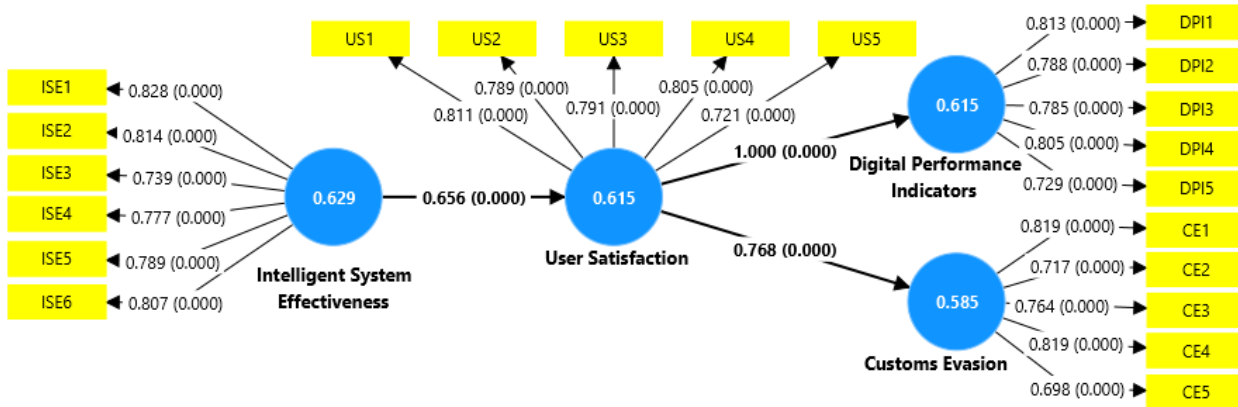 US1
US2
US3
US4
US5
0.811 (0.000)
0.789 (0.000)
0.791 (0.000)
0.805 (0.000)
0.721 (0.000)
ISE1
ISE2
ISE3
ISE4
ISE5
ISE6
0.828 (0.000)
0.814 (0.000)
0.739 (0.000)
0.777 (0.000)
0.789 (0.000)
0.807 (0.000)
0.629
Intelligent System
Effectiveness
0.656 (0.000)
0.615
User Satisfaction
1.000 (0.000)
0.768 (0.000)
0.615
Digital Performance
Indicators
0.813 (0.000)
0.788 (0.000)
0.785 (0.000)
0.805 (0.000)
0.729 (0.000)
DPI1
DPI2
DPI3
DPI4
DPI5
0.585
Customs Evasion
0.819 (0.000)
0.717 (0.000)
0.764 (0.000)
0.819 (0.000)
0.698 (0.000)
CE1
CE2
CE3
CE4
CE5